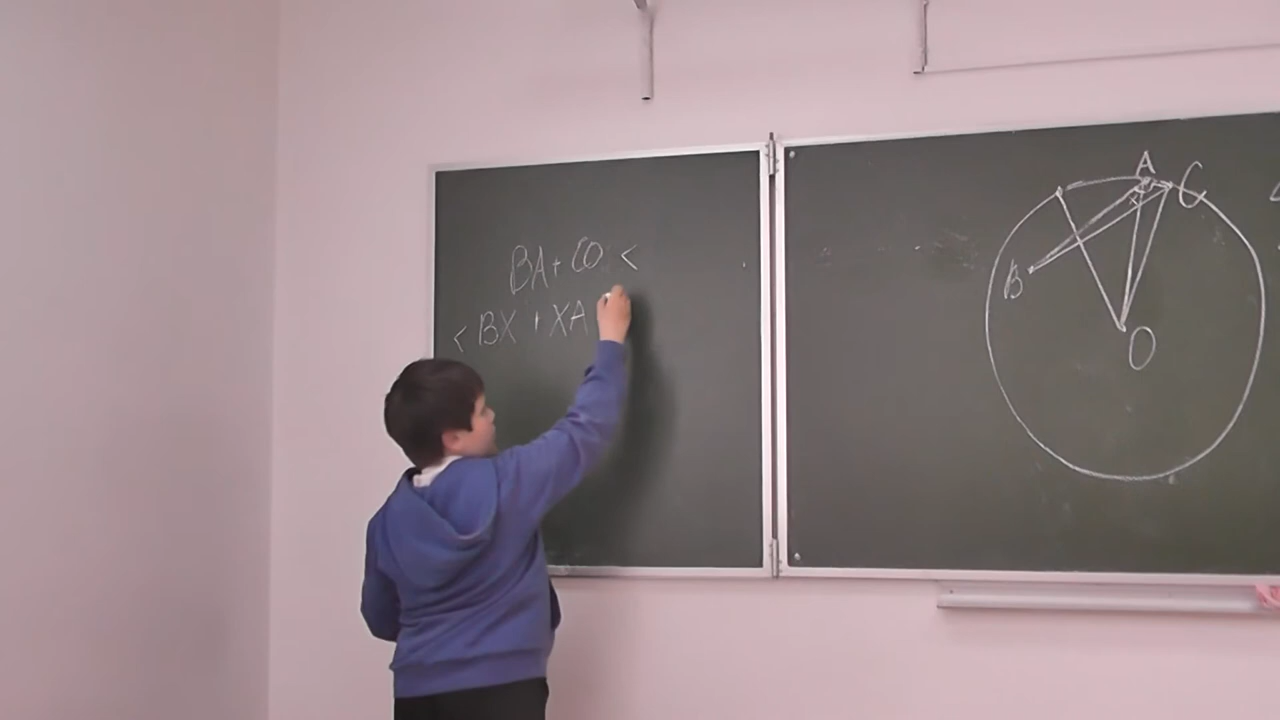 BA + CO <
< BX + XA
A
C
X
B
O